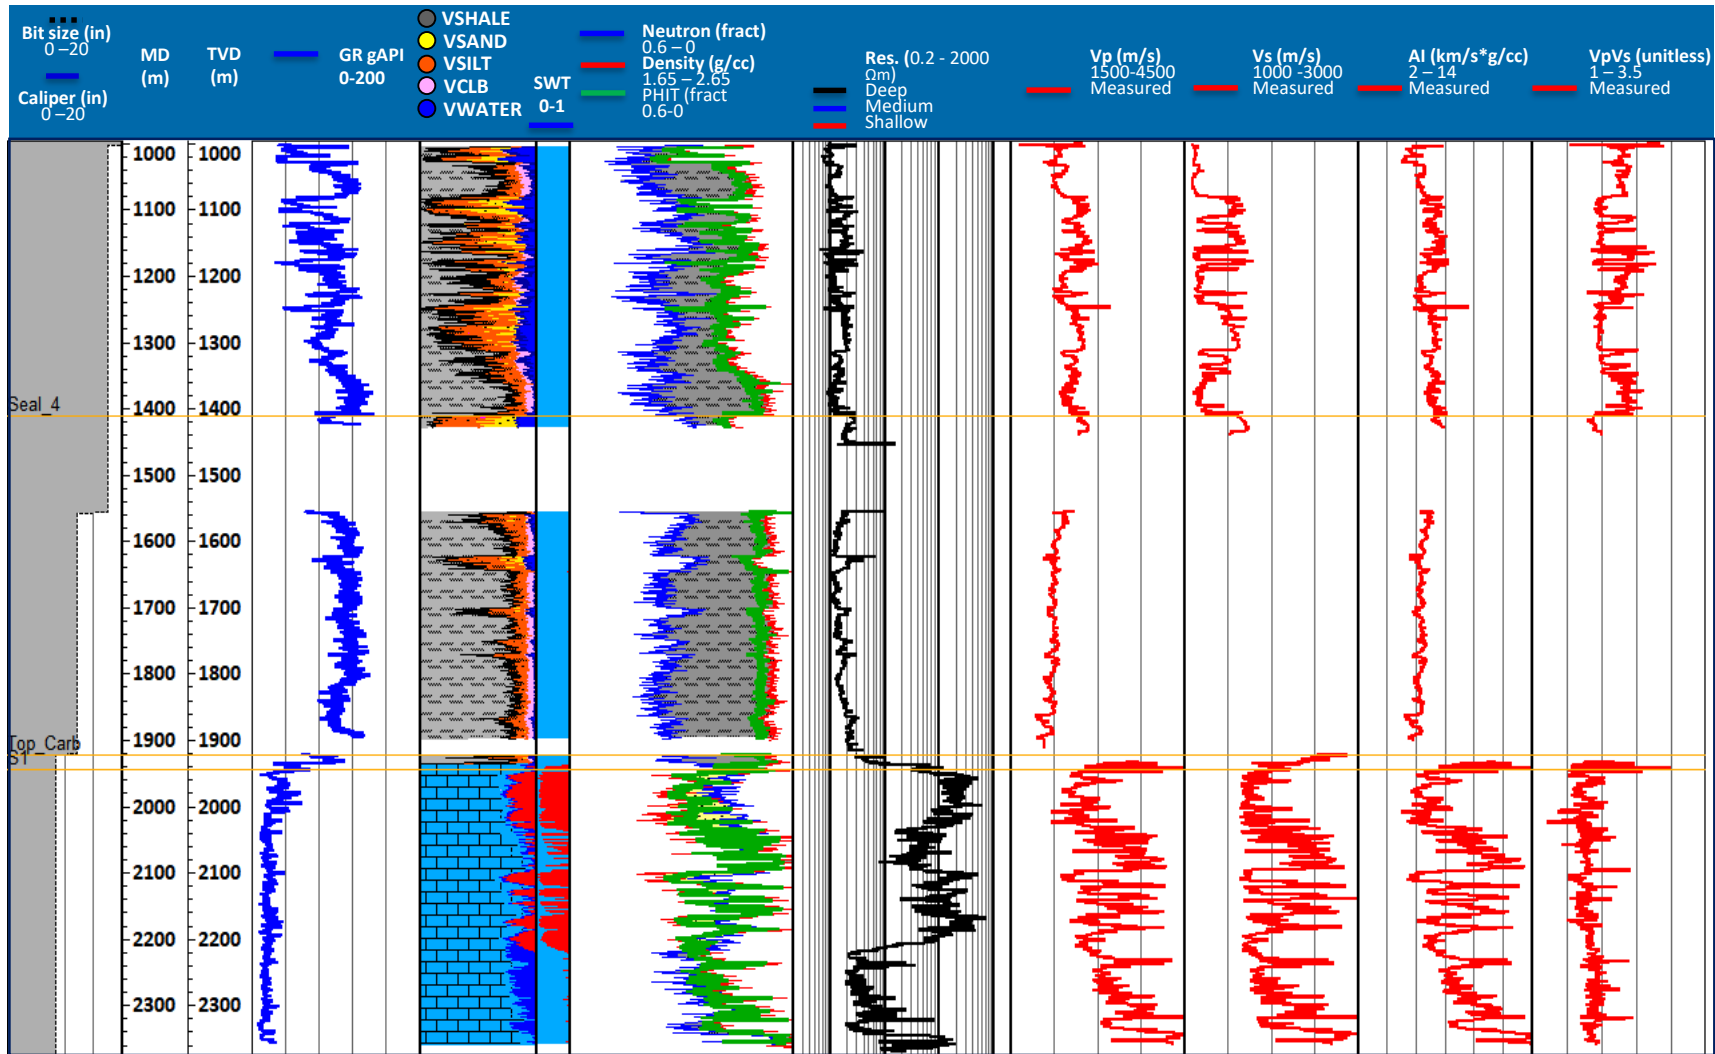 Bit size (in)
0 –20
Caliper (in)
0 –20
MD
(m)
TVD
(m)
GR gAPI
0-200
VSHALE
VSAND
VSILT
VCLB
VWATER
SWT
0-1
Neutron (fract)
0.6 – 0
Density (g/cc)
1.65 – 2.65
PHIT (fract
0.6-0
Res. (0.2 - 2000
Ωm)
Deep
Medium
Shallow
Vp (m/s)
1500-4500
Measured
Vs (m/s)
1000 -3000
Measured
AI (km/s*g/cc)
2 – 14
Measured
VpVs (unitless)
1 – 3.5
Measured
1000 1000
1100 1100
1200 1200
1300 1300
Seal_4
1400 1400
1500 1500
1600 1600
1700 1700
1800 1800
Top_Carb
1900 1900
S1
2000 2000
2100 2100
2200 2200
2300 2300